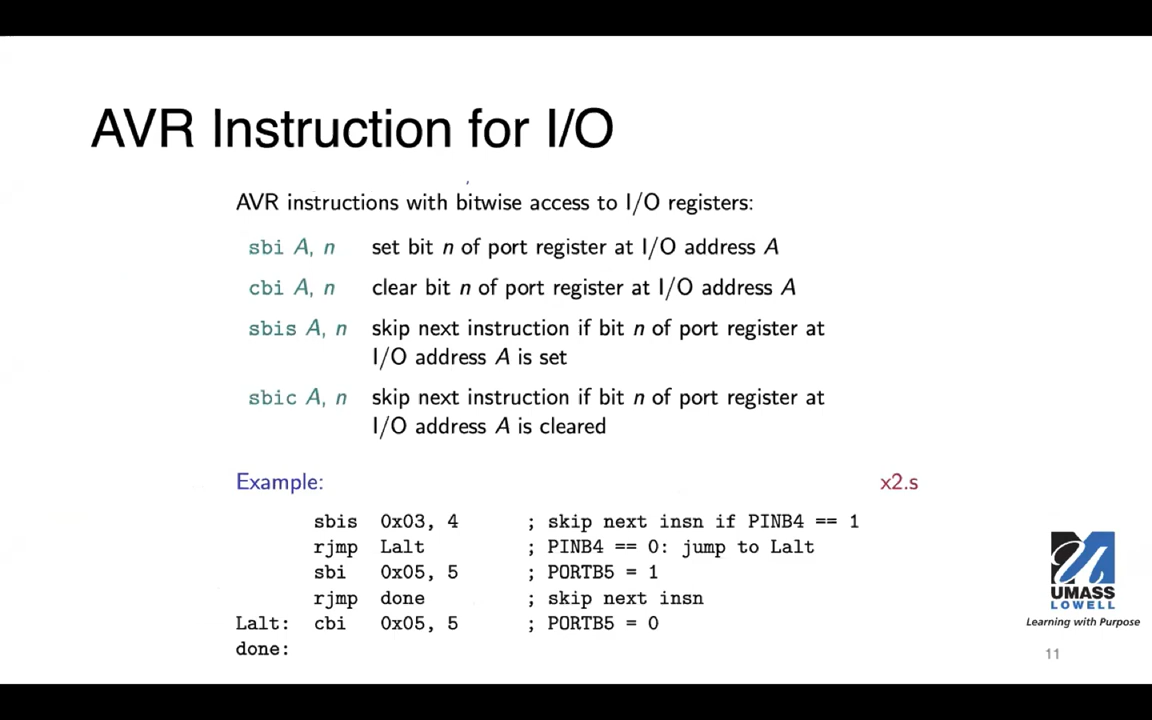 AVR Instruction for I/O
AVR instructions with bitwise access to I/O registers:
sbi A, n set bit n of port register at I/O address A
cbi A, n clear bit n of port register at I/O address A
sbis A, n skip next instruction if bit n of port register at
I/O address A is set
sbic A, n skip next instruction if bit n of port register at
I/O address A is cleared
Example: x2.s
sbis 0x03, 4 ; skip next insn if PINB4 == 1
rjmp Lalt ; PINB4 == 0: jump to Lalt
sbi 0x05, 5 ; PORTB5 = 1
rjmp done ; skip next insn
Lalt: cbi 0x05, 5 ; PORTB5 = 0
done:
UMASS
LOWELL
Learning with Purpose
11